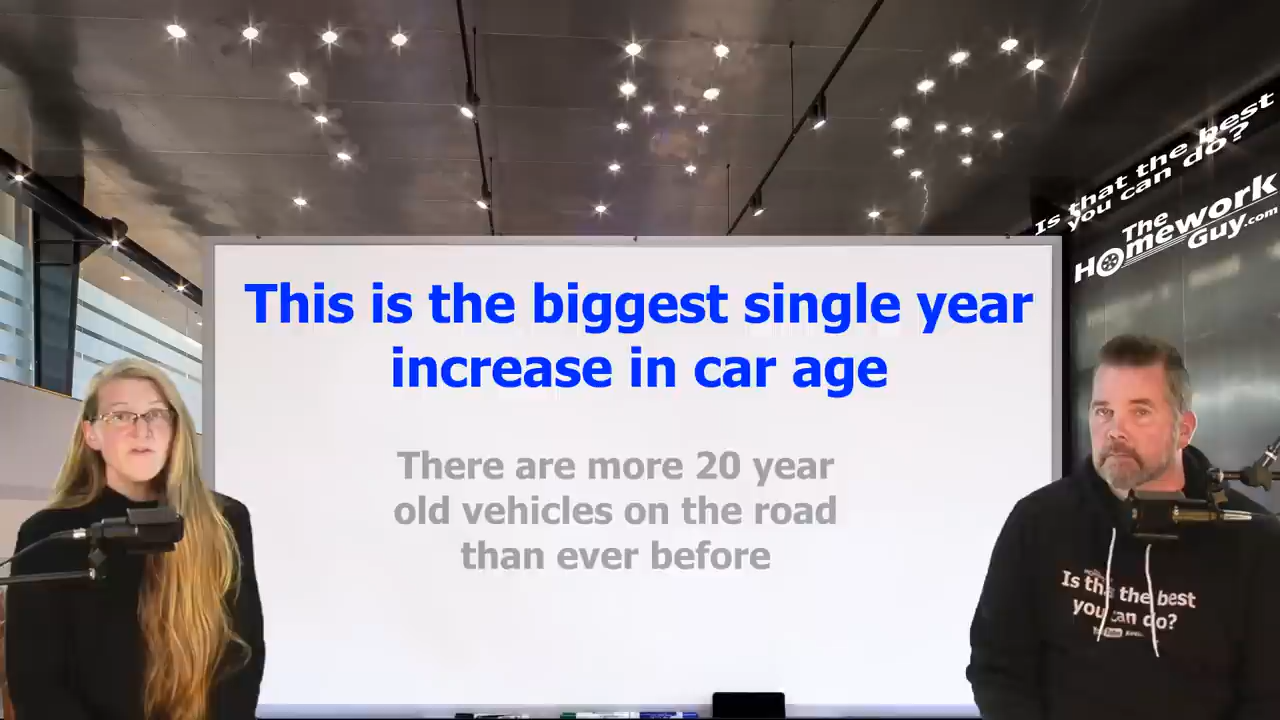 Is that the best
you can do?
The
Homework
Guy.com
This is the biggest single year
increase in car age
There are more 20 year
old vehicles on the road
than ever before
Is that the best
you can do?
YouTube